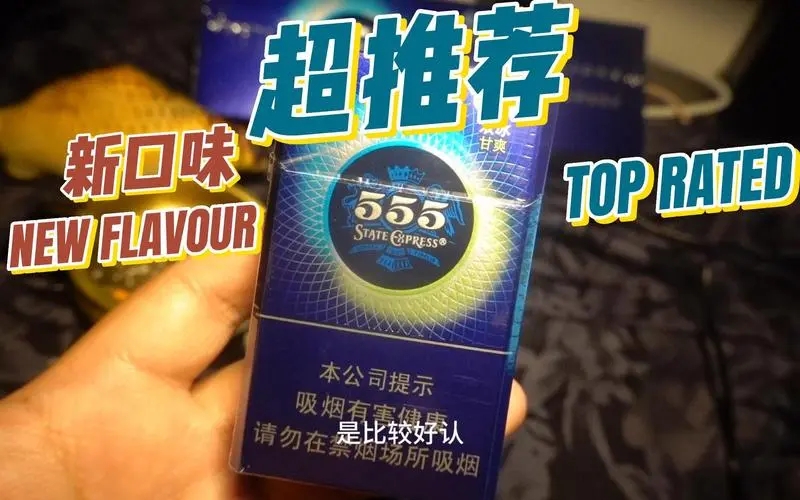 超推荐
新口味
NEW FLAVOUR
TOP RATED
甘爽
555
STATE EXPRESS®
本公司提示
吸烟有害健康
请勿在禁烟场所吸烟
是比较好认